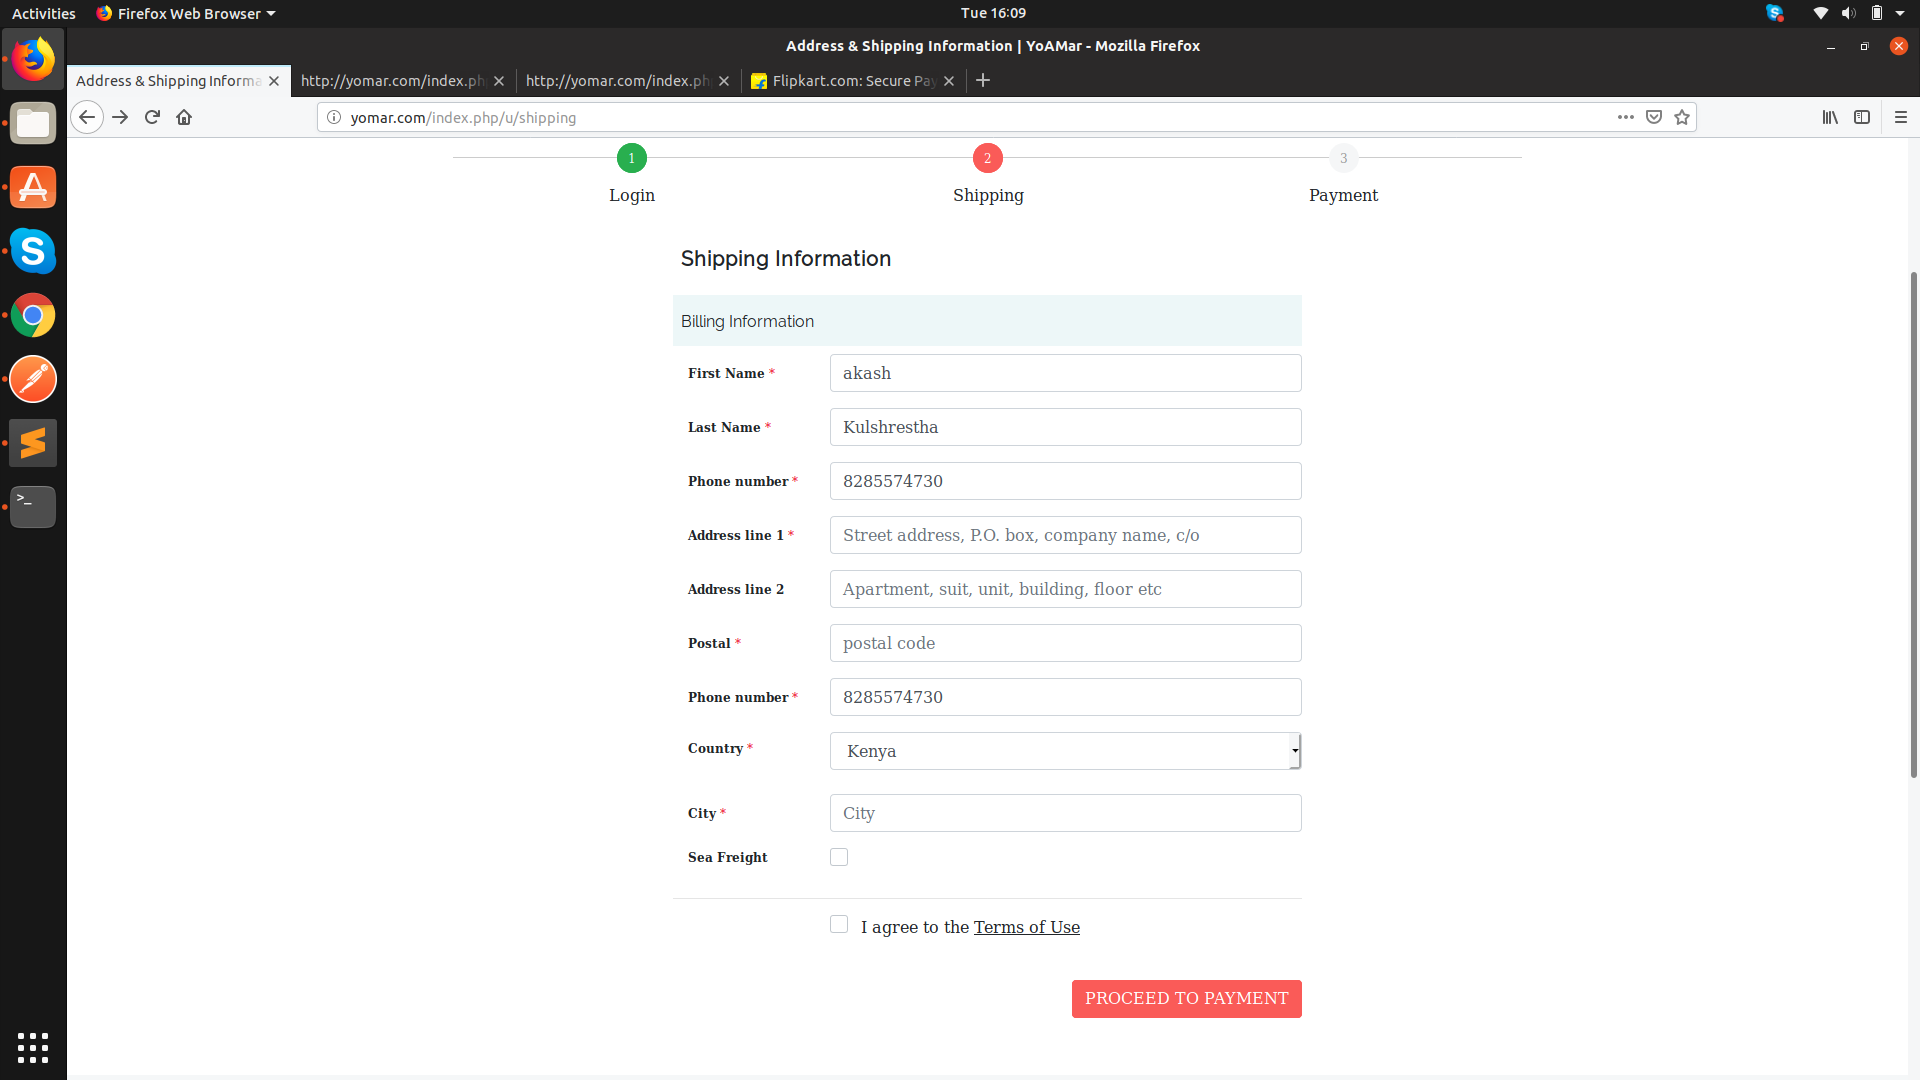 Activities
Firefox Web Browser
Tue 16:09
Address & Shipping Information | YoAMar - Mozilla Firefox
Address & Shipping Informa
http://yomar.com/index.ph
http://yomar.com/index.ph
Flipkart.com: Secure Pay
yomar.com/index.php/u/shipping
1
2
3
Login
Shipping
Payment
Shipping Information
Billing Information
First Name *
akash
Last Name *
Kulshrestha
Phone number *
8285574730
Address line 1 *
Street address, P.O. box, company name, c/o
Address line 2
Apartment, suit, unit, building, floor etc
Postal *
postal code
Phone number *
8285574730
Country *
Kenya
City *
City
Sea Freight
I agree to the Terms of Use
PROCEED TO PAYMENT